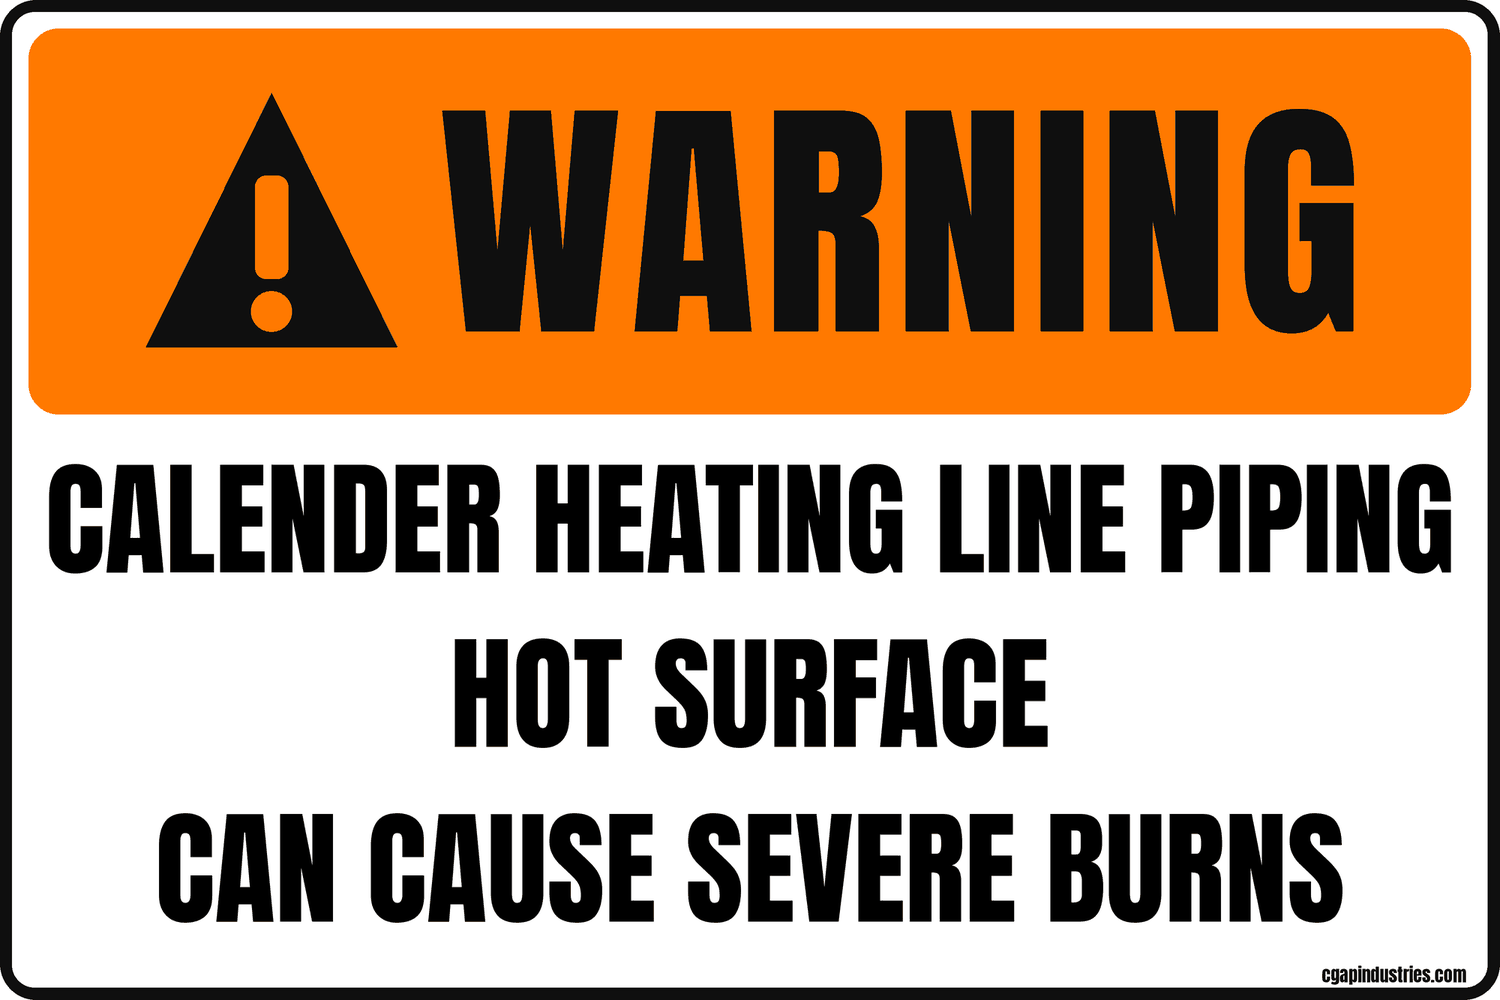 WARNING
CALENDER HEATING LINE PIPING
HOT SURFACE
CAN CAUSE SEVERE BURNS
cgapindustries.com